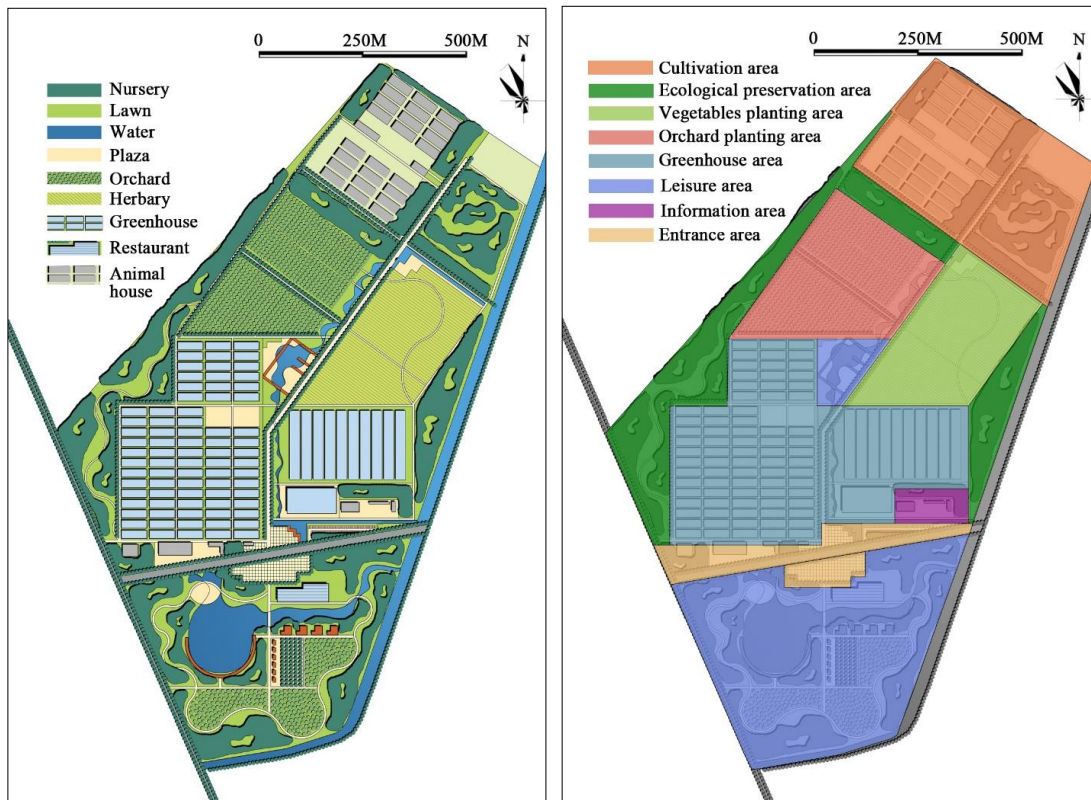 0 250M 500M N
Nursery
Lawn
Water
Plaza
Orchard
Herbary
Greenhouse
Restaurant
Animal
house
0 250M 500M N
Cultivation area
Ecological preservation area
Vegetables planting area
Orchard planting area
Greenhouse area
Leisure area
Information area
Entrance area